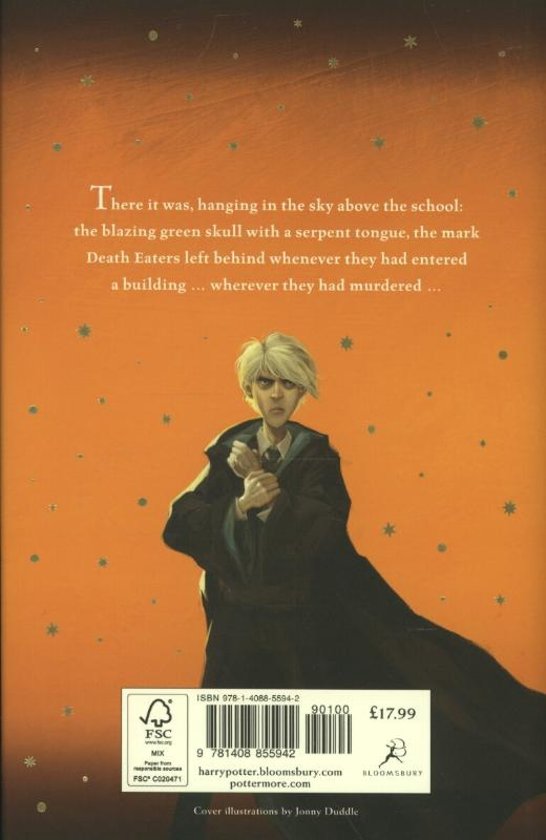 There it was, hanging in the sky above the school:
the blazing green skull with a serpent tongue, the mark
Death Eaters left behind whenever they had entered
a building ... wherever they had murdered ...
ISBN 978-1-4088-5594-2
90100
£17.99
FSC
www.fsc.org
MIX
Paper from
responsible sources
FSC® C020471
9 781408 855942
harrypotter.bloomsbury.com
pottermore.com
BLOOMSBURY
Cover illustrations by Jonny Duddle